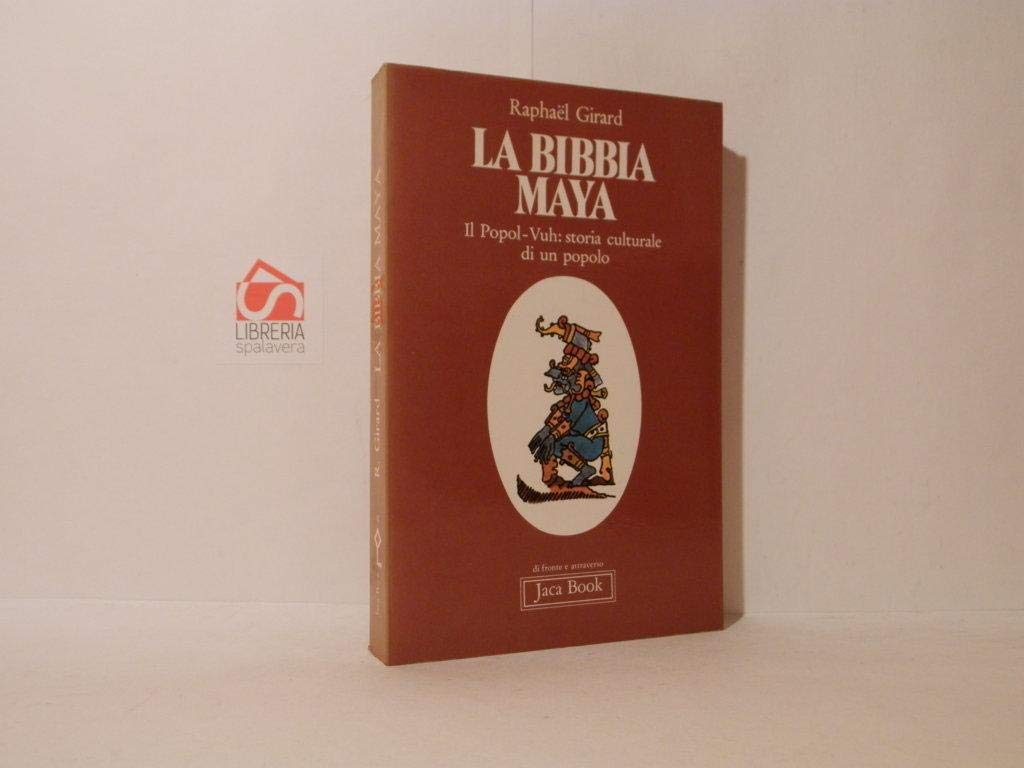 Raphaël Girard
LA BIBBIA
MAYA
Il Popol-Vuh: storia culturale
di un popolo
di fronte e attraverso
Jaca Book
R. Girard LA BIBBIA MAYA
LIBRERIA
spalavera